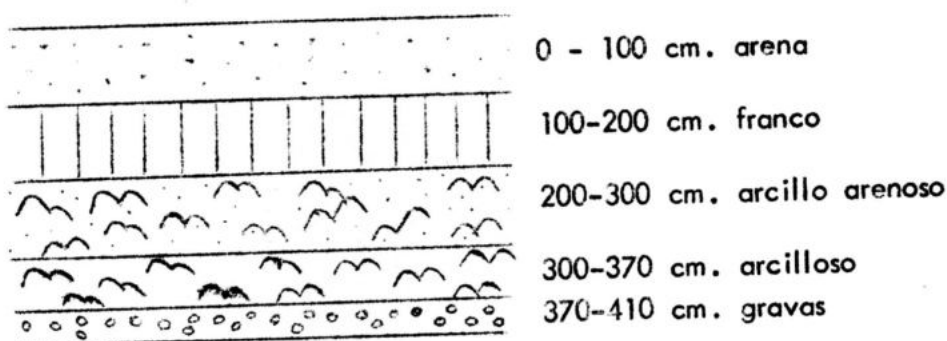 0 - 100 cm. arena
100-200 cm. franco
200-300 cm. arcillo arenoso
300-370 cm. arcilloso
370-410 cm. gravas